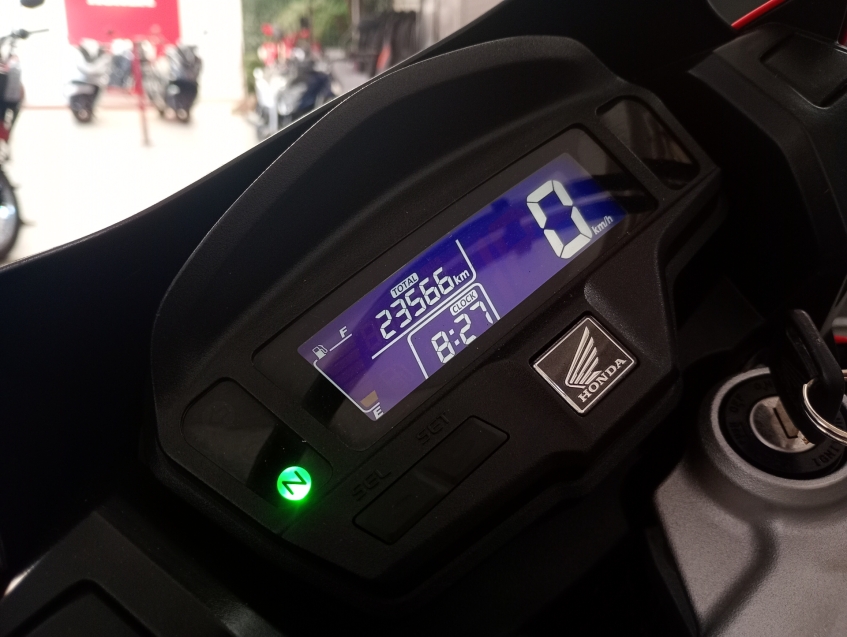 0 km/h
TOTAL
23566 km
CLOCK
8:27
F
E
HONDA
N
SEL SET